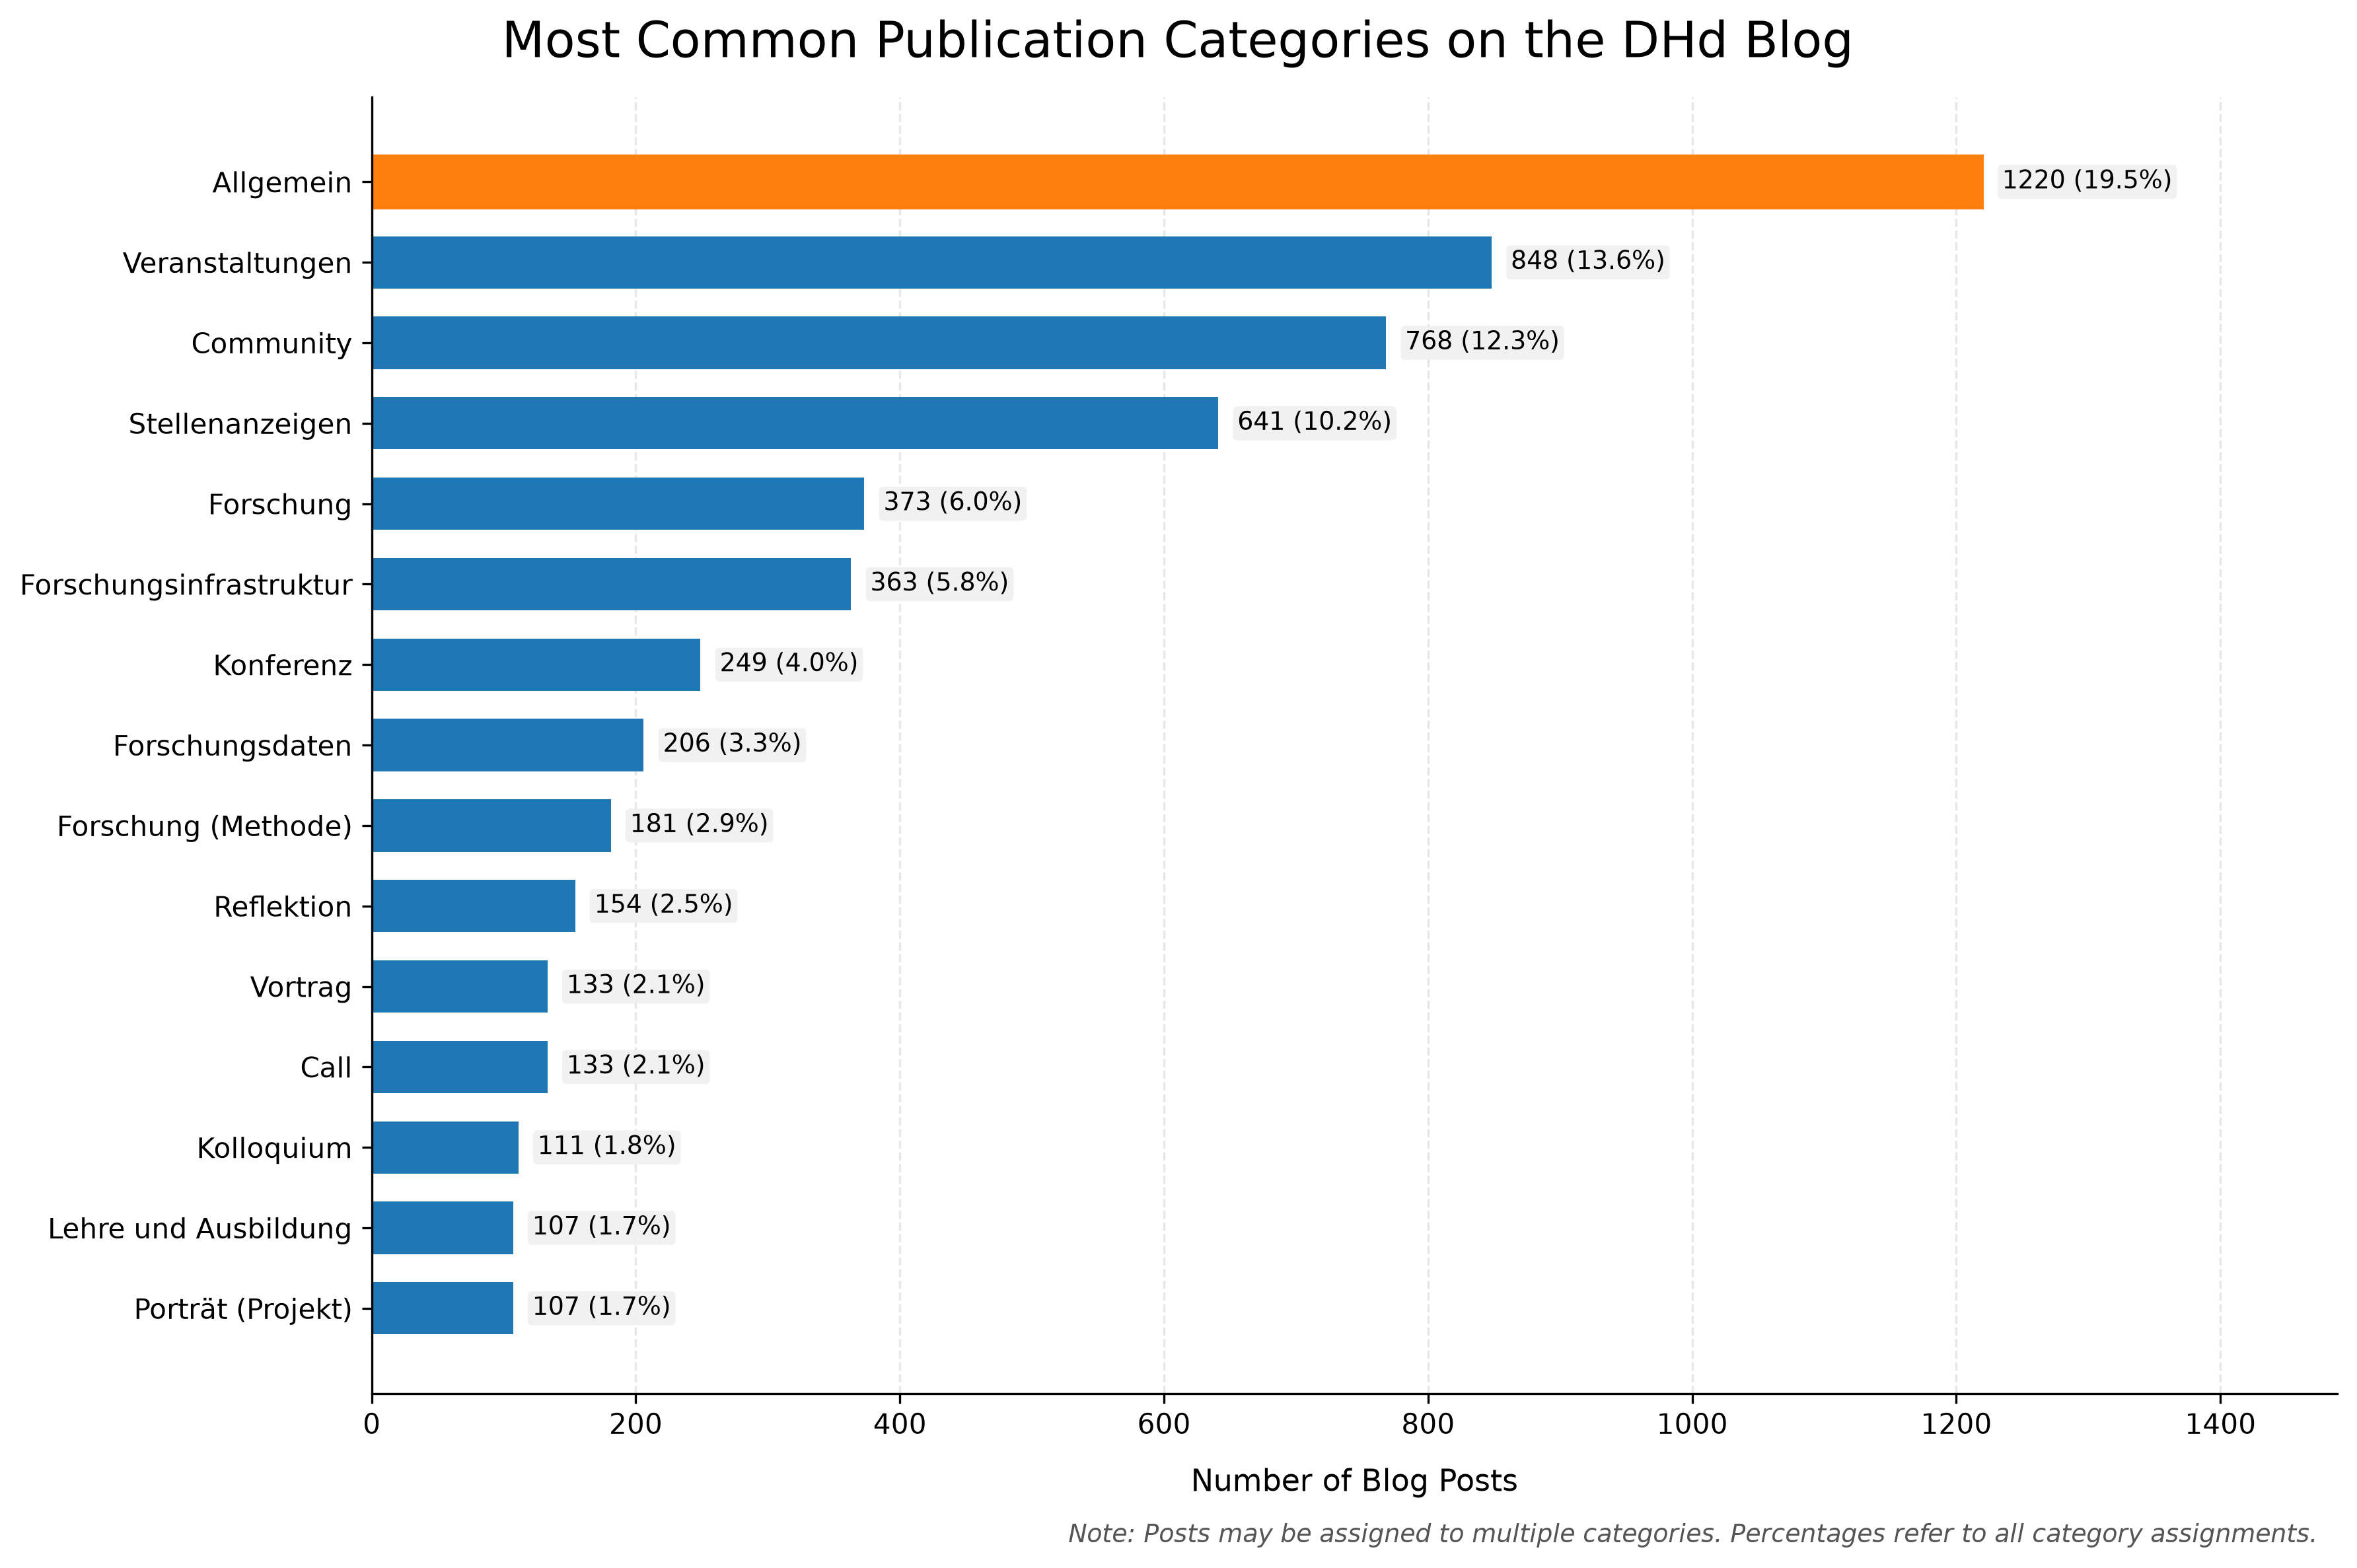 Most Common Publication Categories on the DHd Blog
Allgemein 1220 (19.5%)
Veranstaltungen 848 (13.6%)
Community 768 (12.3%)
Stellenanzeigen 641 (10.2%)
Forschung 373 (6.0%)
Forschungsinfrastruktur 363 (5.8%)
Konferenz 249 (4.0%)
Forschungsdaten 206 (3.3%)
Forschung (Methode) 181 (2.9%)
Reflektion 154 (2.5%)
Vortrag 133 (2.1%)
Call 133 (2.1%)
Kolloquium 111 (1.8%)
Lehre und Ausbildung 107 (1.7%)
Porträt (Projekt) 107 (1.7%)
0 200 400 600 800 1000 1200 1400
Number of Blog Posts
Note: Posts may be assigned to multiple categories. Percentages refer to all category assignments.